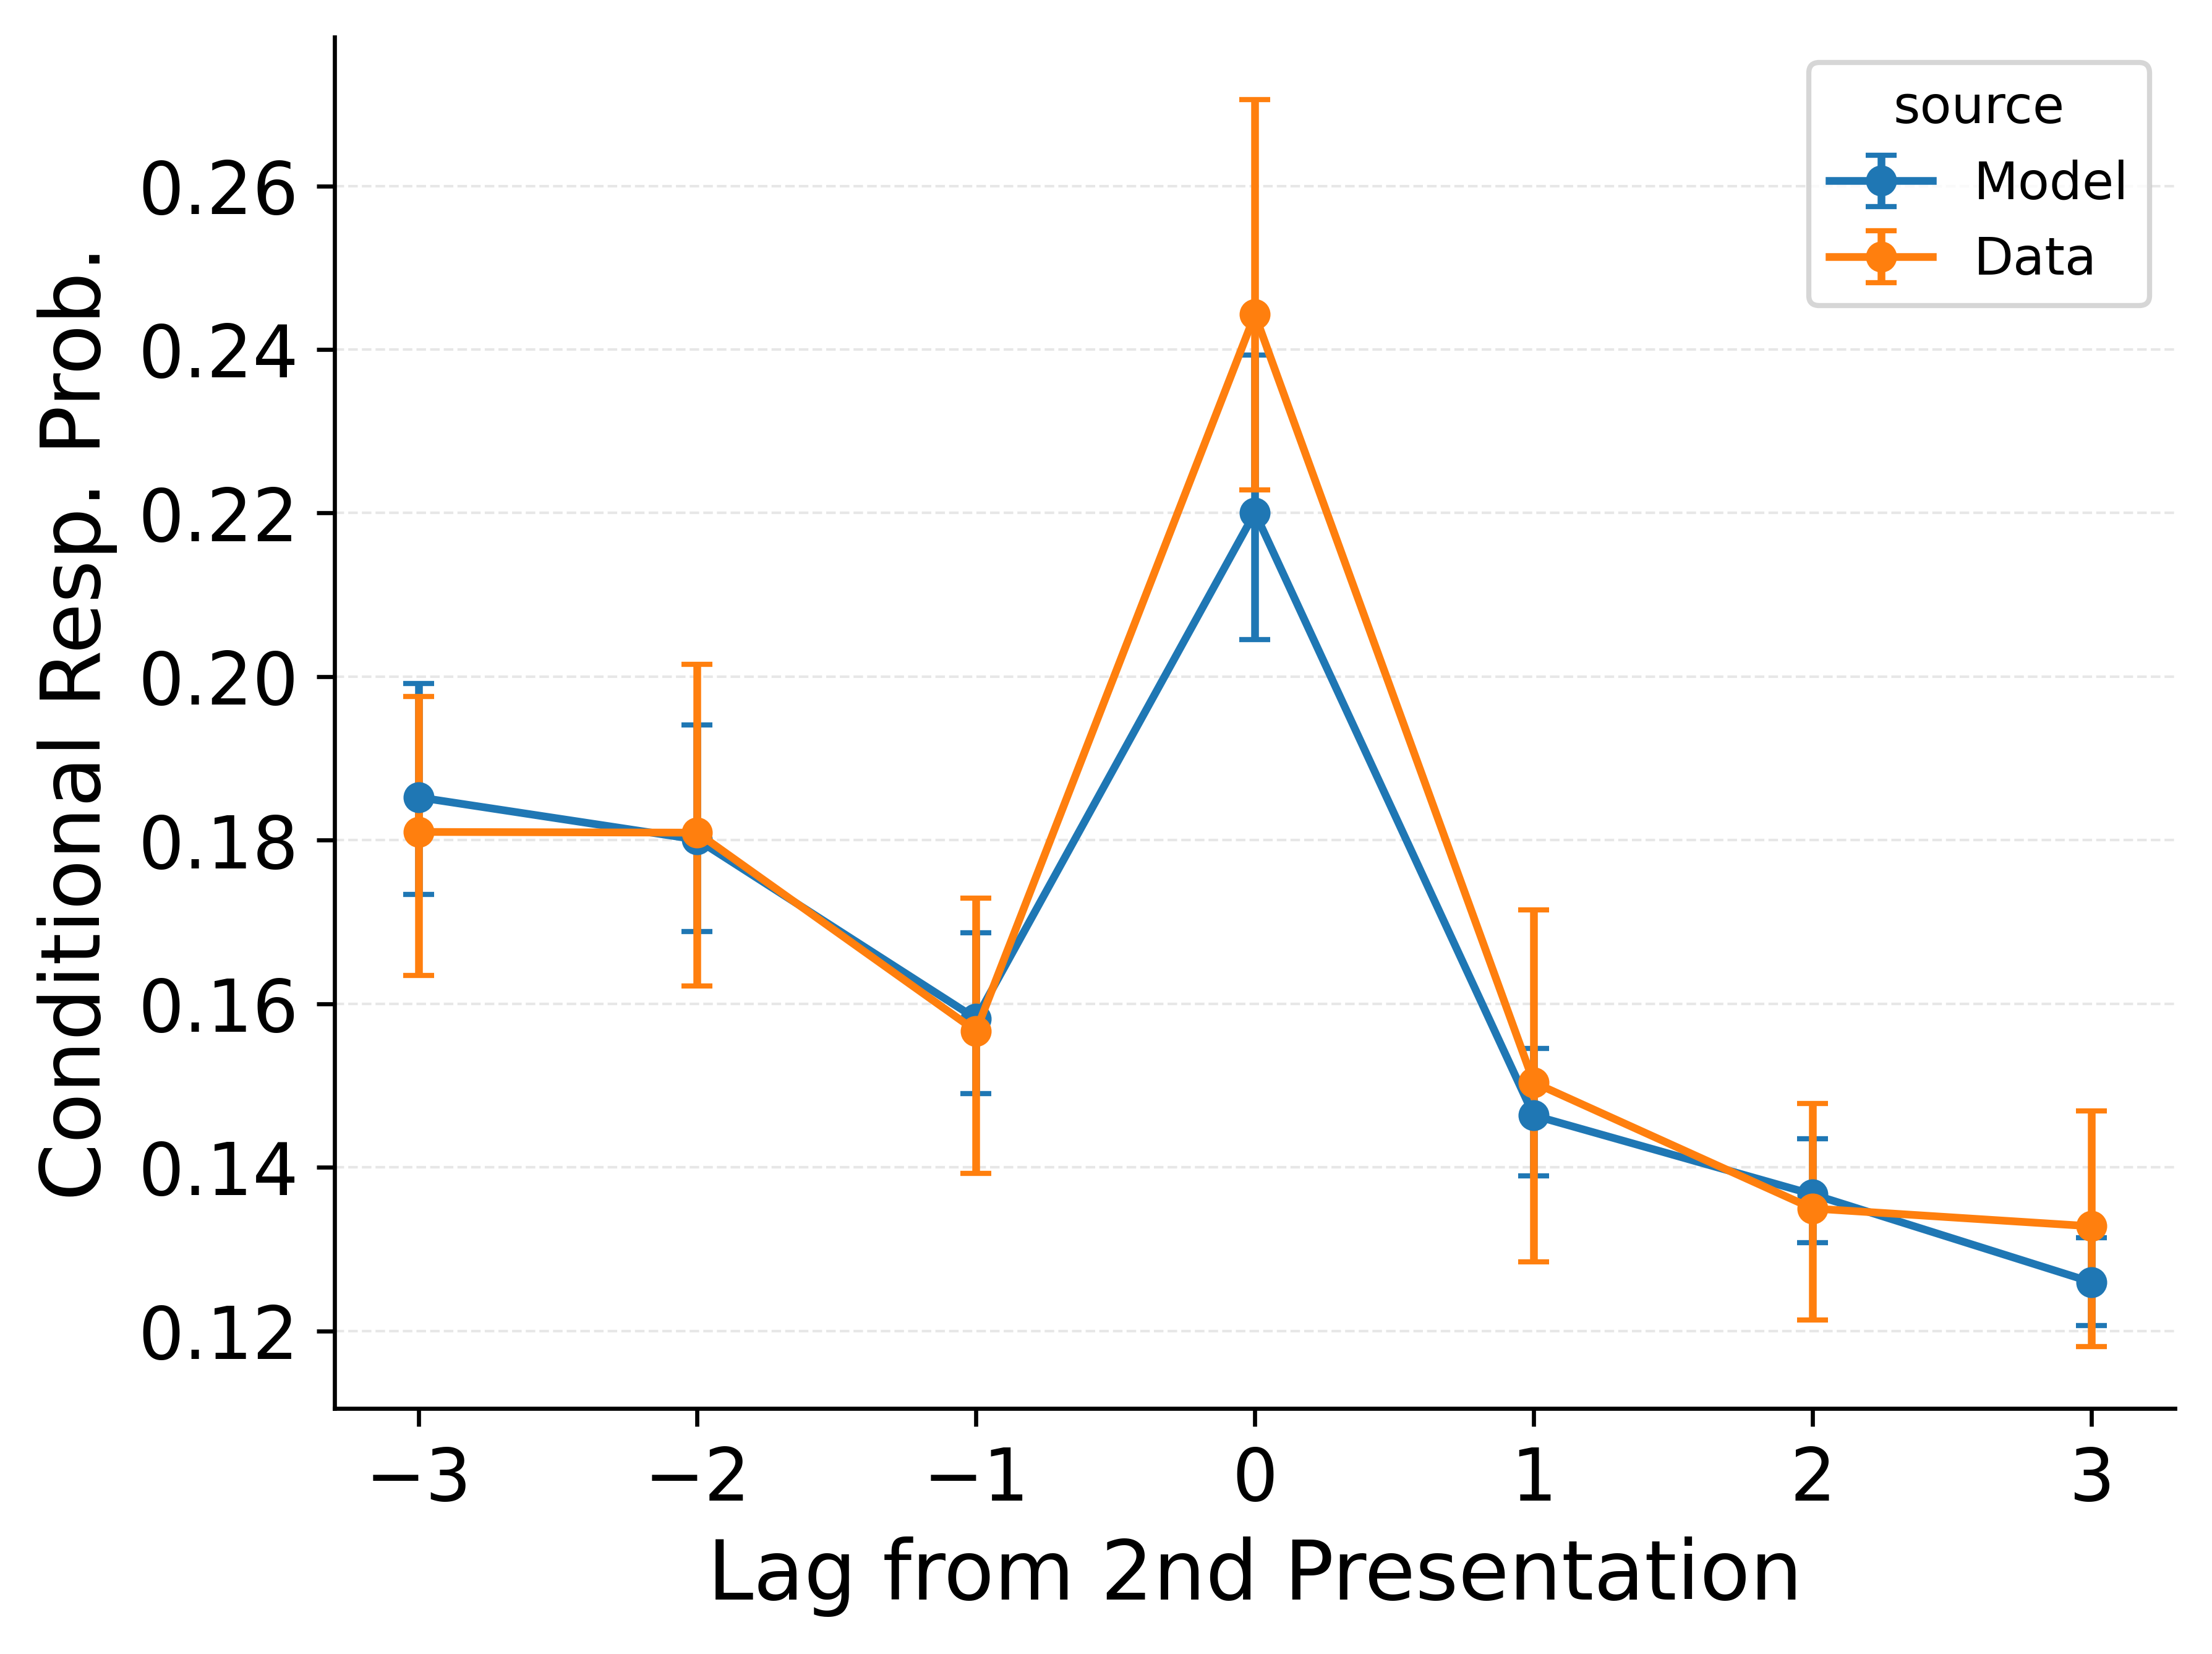 source
Model
Data
Conditional Resp. Prob.
0.26
0.24
0.22
0.20
0.18
0.16
0.14
0.12
−3 −2 −1 0 1 2 3
Lag from 2nd Presentation